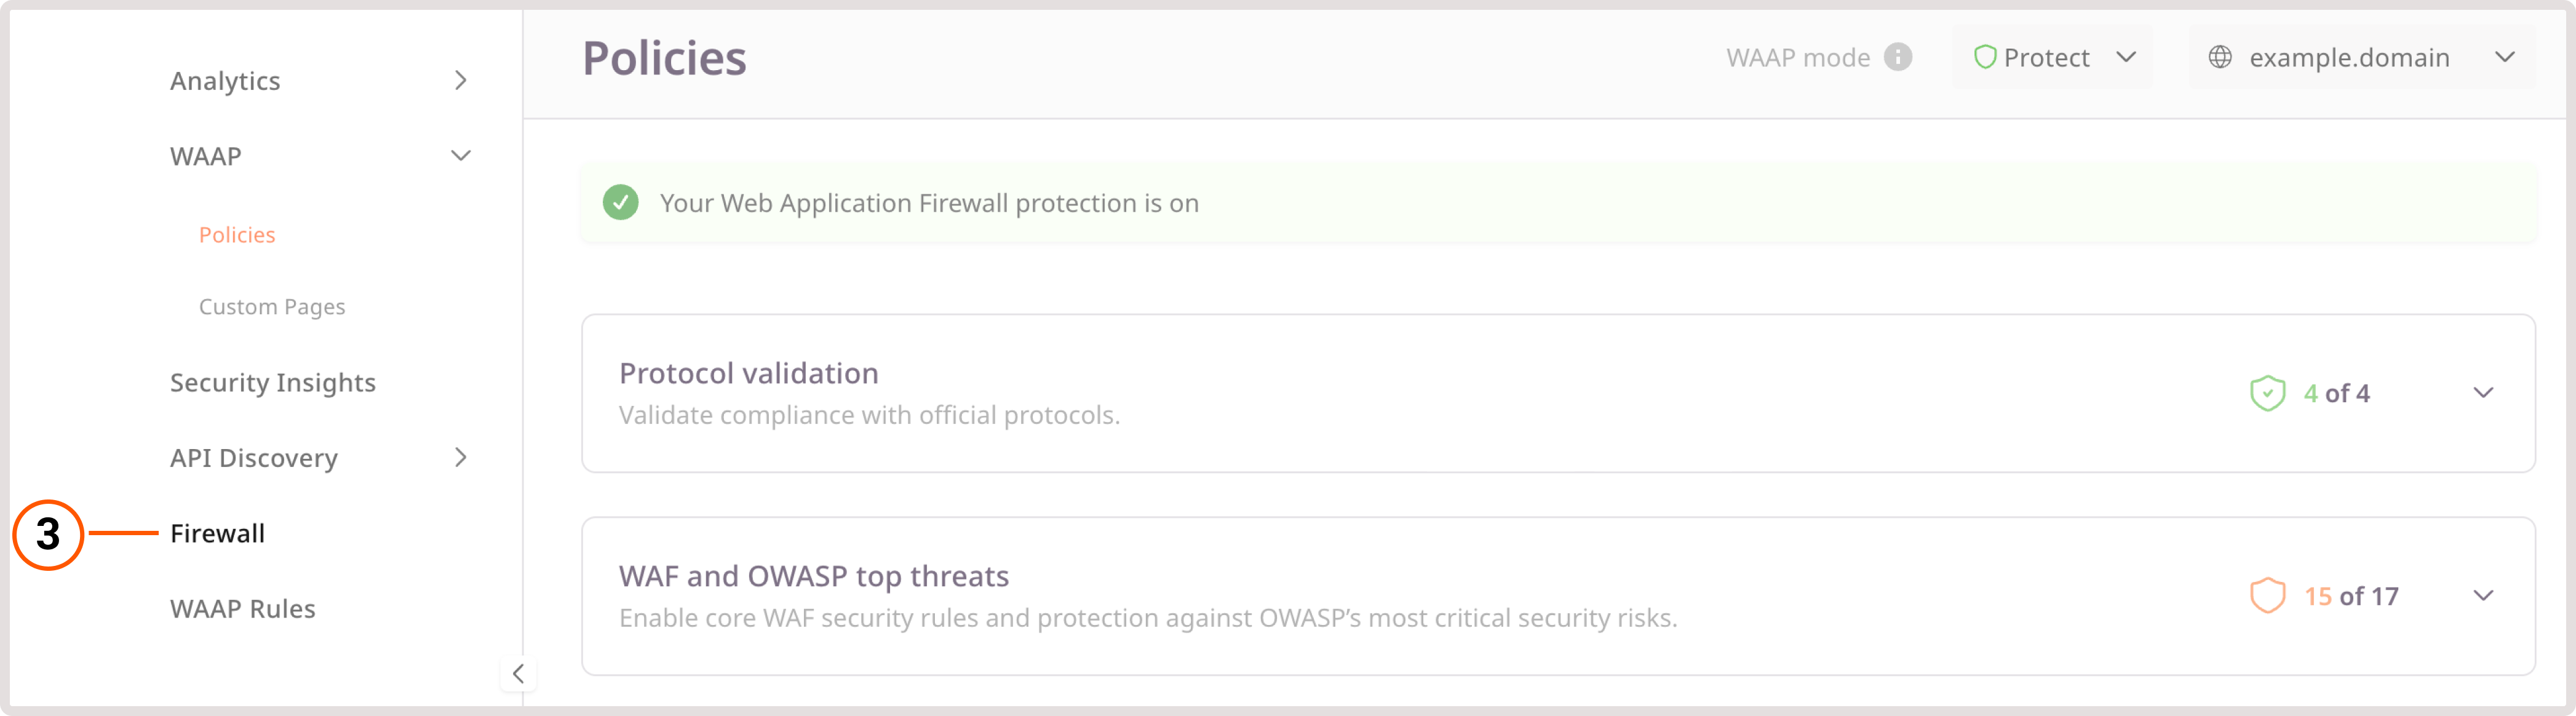 Analytics
WAAP
Policies
Custom Pages
Security Insights
API Discovery
3
Firewall
WAAP Rules
Policies
WAAP mode
Protect
example.domain
Your Web Application Firewall protection is on
Protocol validation
Validate compliance with official protocols.
4 of 4
WAF and OWASP top threats
Enable core WAF security rules and protection against OWASP’s most critical security risks.
15 of 17